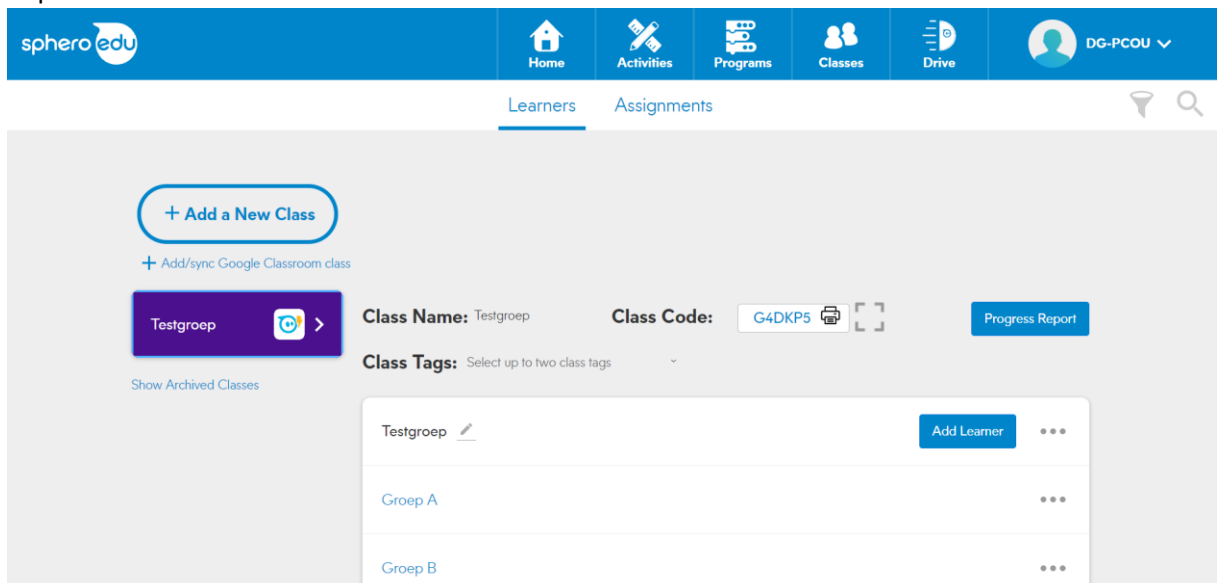 sphero edu
Home
Activities
Programs
Classes
Drive
DG-PCOU
Learners
Assignments
+ Add a New Class
+ Add/sync Google Classroom class
Testgroep
Class Name: Testgroep
Class Code: G4DKP5
Progress Report
Class Tags: Select up to two class tags
Show Archived Classes
Testgroep
Add Learner
Groep A
Groep B